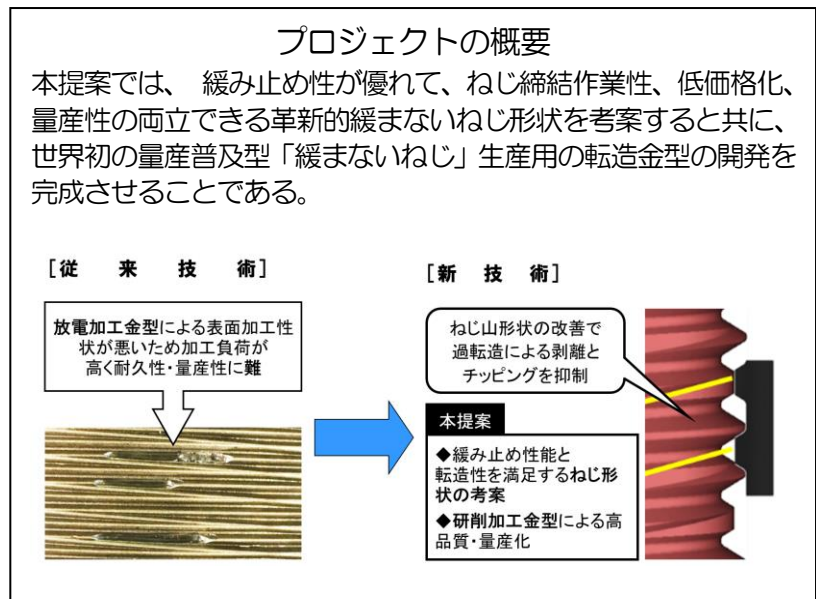 プロジェクトの概要
本提案では、 緩み止め性が優れて、ねじ締結作業性、低価格化、
量産性の両立できる革新的緩まないねじ形状を考案すると共に、
世界初の量産普及型「緩まないねじ」生産用の転造金型の開発を
完成させることである。
[従 来 技 術]
放電加工金型による表面加工性
状が悪いため加工負荷が
高く耐久性・量産性に難
[新 技 術]
ねじ山形状の改善で
過転造による剥離と
チッピングを抑制
本提案
◆緩み止め性能と
転造性を満足するねじ形
状の考案
◆研削加工金型による高
品質・量産化